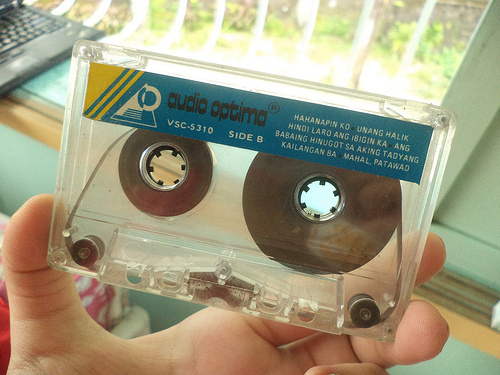 audio optima ®
VSC-5310 SIDE B
HAHANAPIN KO - UNANG HALIK
HINDI LARO ANG IBIGIN KA - ANG
BABAING HINUGOT SA AKING TADYANG
KAILANGAN BA - MAHAL, PATAWAD